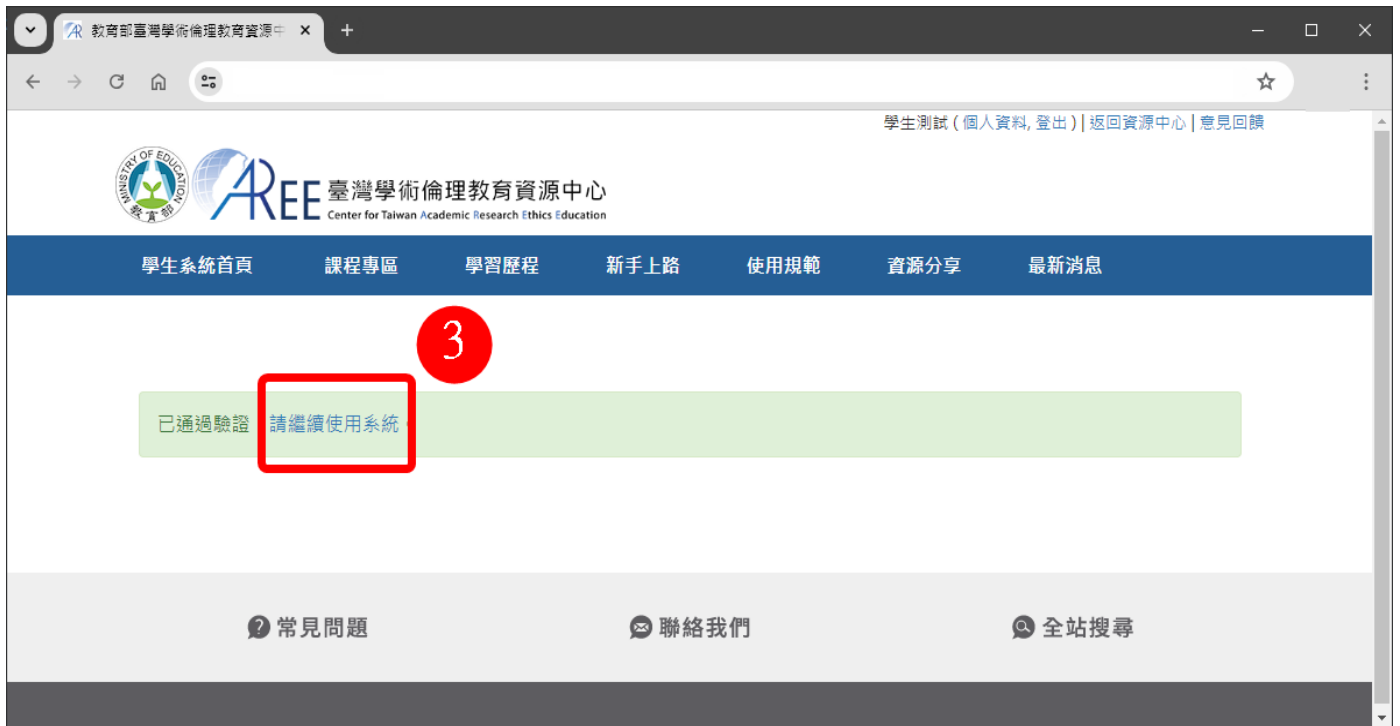 教育部臺灣學術倫理教育資源中
學生測試 ( 個人資料, 登出 ) | 返回資源中心 | 意見回饋
MINISTRY OF EDUCATION
教育部
AREE 臺灣學術倫理教育資源中心
Center for Taiwan Academic Research Ethics Education
學生系統首頁 課程專區 學習歷程 新手上路 使用規範 資源分享 最新消息
3
已通過驗證 請繼續使用系統
常見問題 聯絡我們 全站搜尋